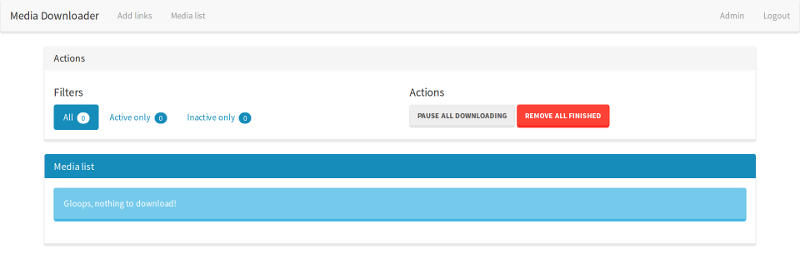 Media Downloader Add links Media list Admin Logout
Actions
Filters Actions
All 0 Active only 0 Inactive only 0 PAUSE ALL DOWNLOADING REMOVE ALL FINISHED
Media list
Gloops, nothing to download!